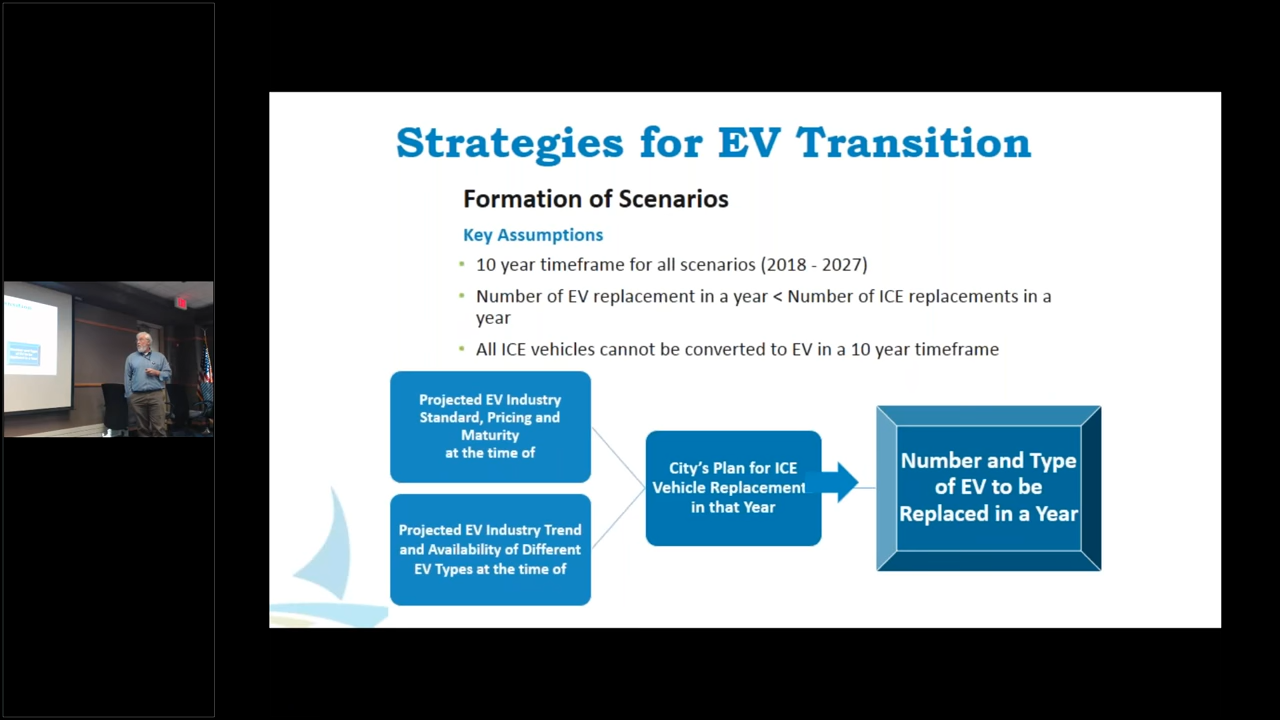 Strategies for EV Transition
Formation of Scenarios
Key Assumptions
• 10 year timeframe for all scenarios (2018 - 2027)
• Number of EV replacement in a year < Number of ICE replacements in a
year
• All ICE vehicles cannot be converted to EV in a 10 year timeframe
Projected EV Industry
Standard, Pricing and
Maturity
at the time of
Projected EV Industry Trend
and Availability of Different
EV Types at the time of
City's Plan for ICE
Vehicle Replacement
in that Year
Number and Type
of EV to be
Replaced in a Year